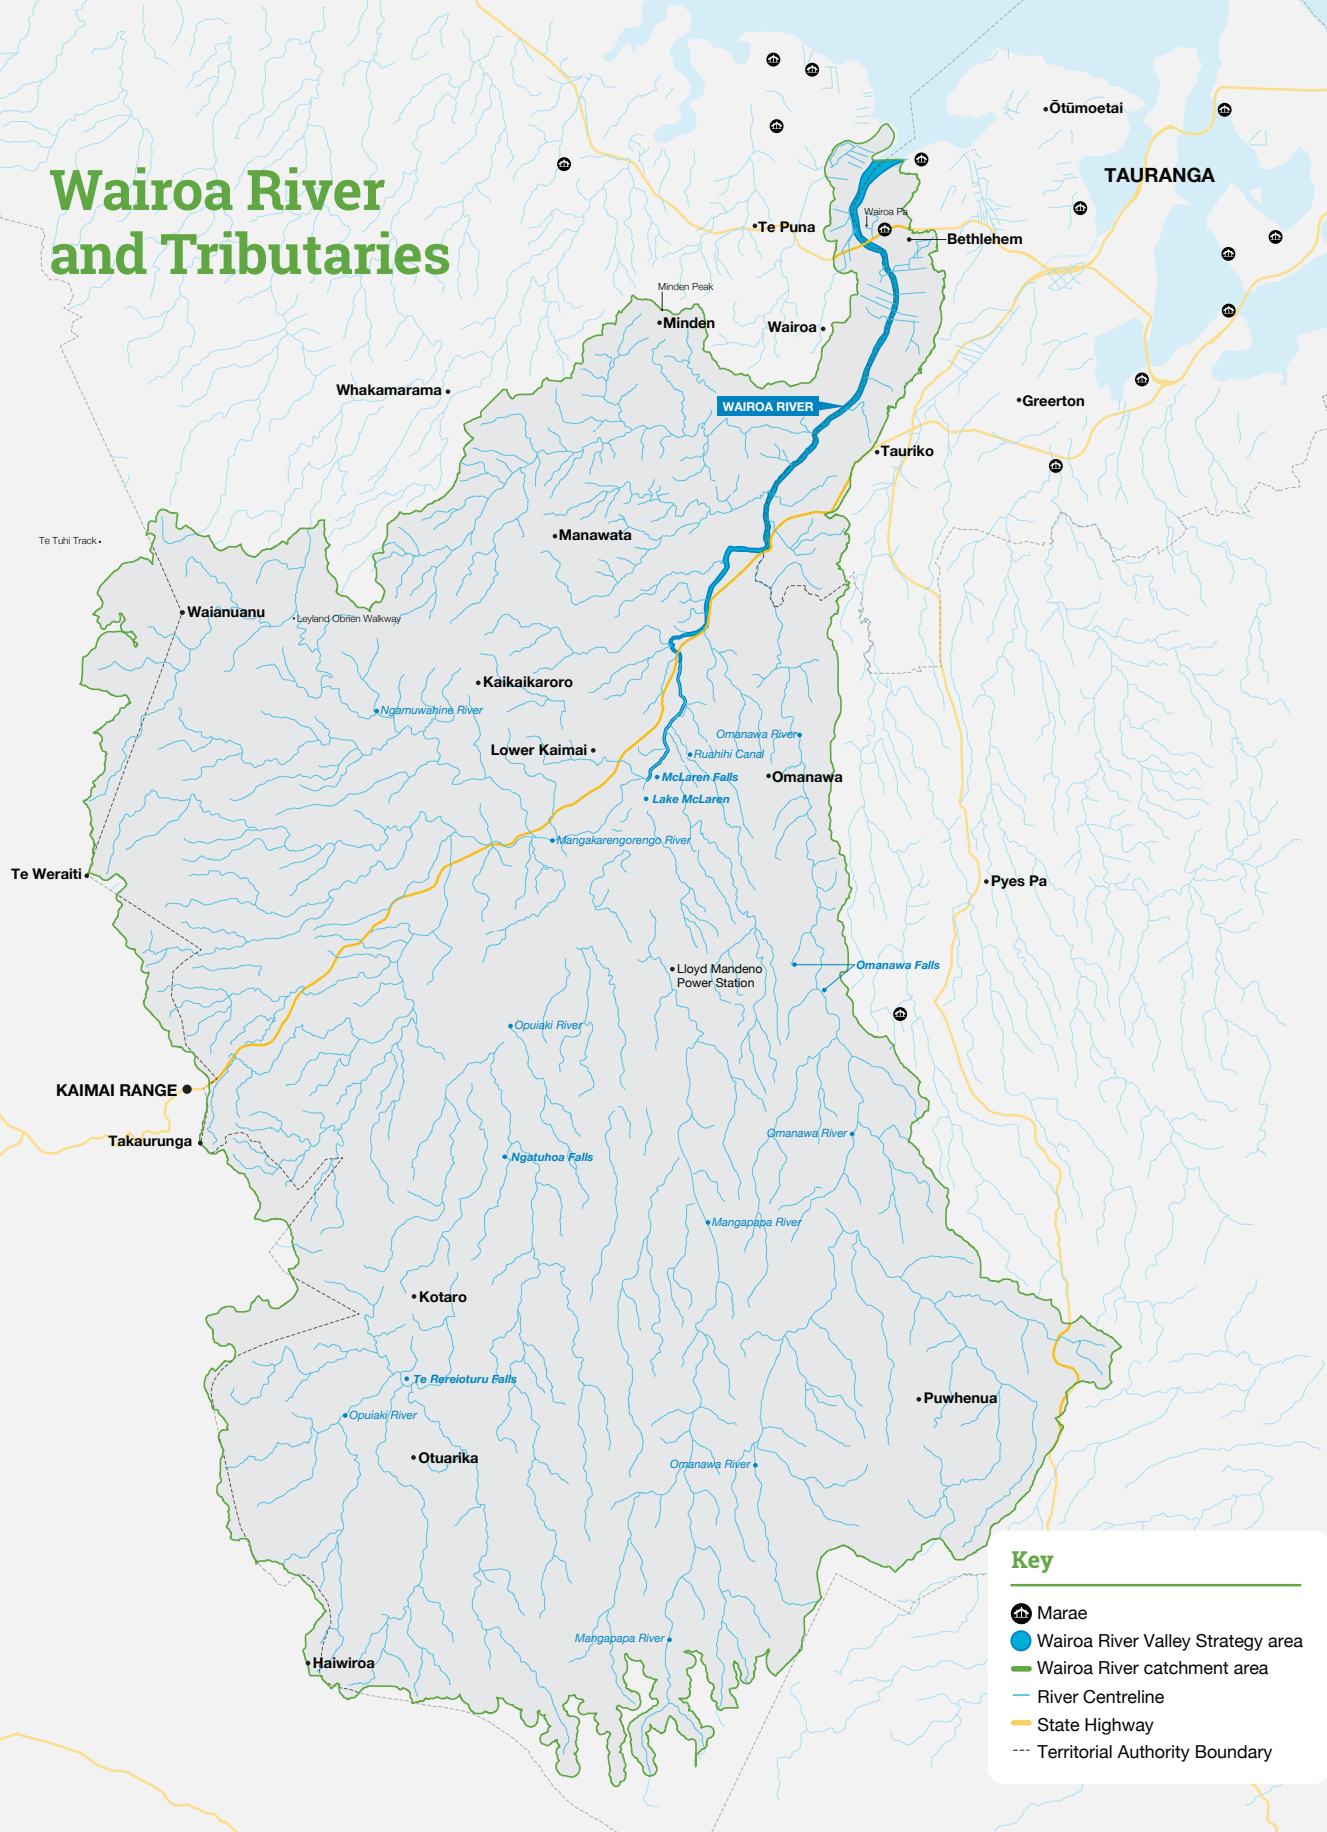 Wairoa River
and Tributaries
Ōtūmoetai
TAURANGA
Wairoa Pa
Te Puna
Bethlehem
Minden Peak
Minden
Wairoa
Whakamarama
WAIROA RIVER
Greerton
Tauriko
Manawata
Te Tuhi Track
Waianuanu
Leyland Obrien Walkway
Kaikaikaroro
Ngamuwahine River
Omanawa River
Lower Kaimai
Ruahihi Canal
McLaren Falls
Omanawa
Lake McLaren
Mangakarengorengo River
Te Weraiti
Pyes Pa
Omanawa Falls
Lloyd Mandeno
Power Station
Opuiaki River
KAIMAI RANGE
Omanawa River
Takaurunga
Ngatuhoa Falls
Mangapapa River
Kotaro
Te Rereioturu Falls
Puwhenua
Opuiaki River
Otuarika
Omanawa River
Mangapapa River
Haiwiroa
Key
Marae
Wairoa River Valley Strategy area
Wairoa River catchment area
River Centreline
State Highway
Territorial Authority Boundary